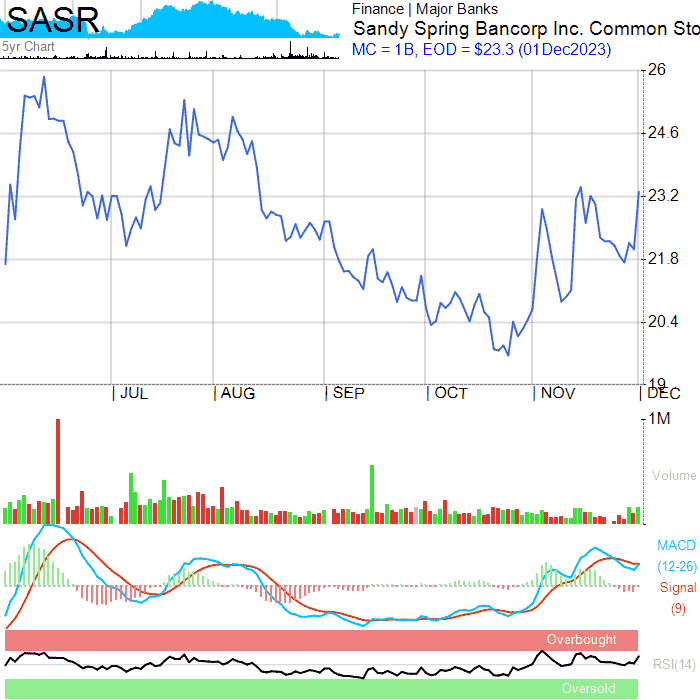 SASR
5yr Chart
Finance | Major Banks
Sandy Spring Bancorp Inc. Common Sto
MC = 1B, EOD = $23.3 (01Dec2023)
26
24.6
23.2
21.8
20.4
19
JUL AUG SEP OCT NOV DEC
1M
Volume
MACD
(12-26)
Signal
(9)
Overbought
RSI(14)
Oversold